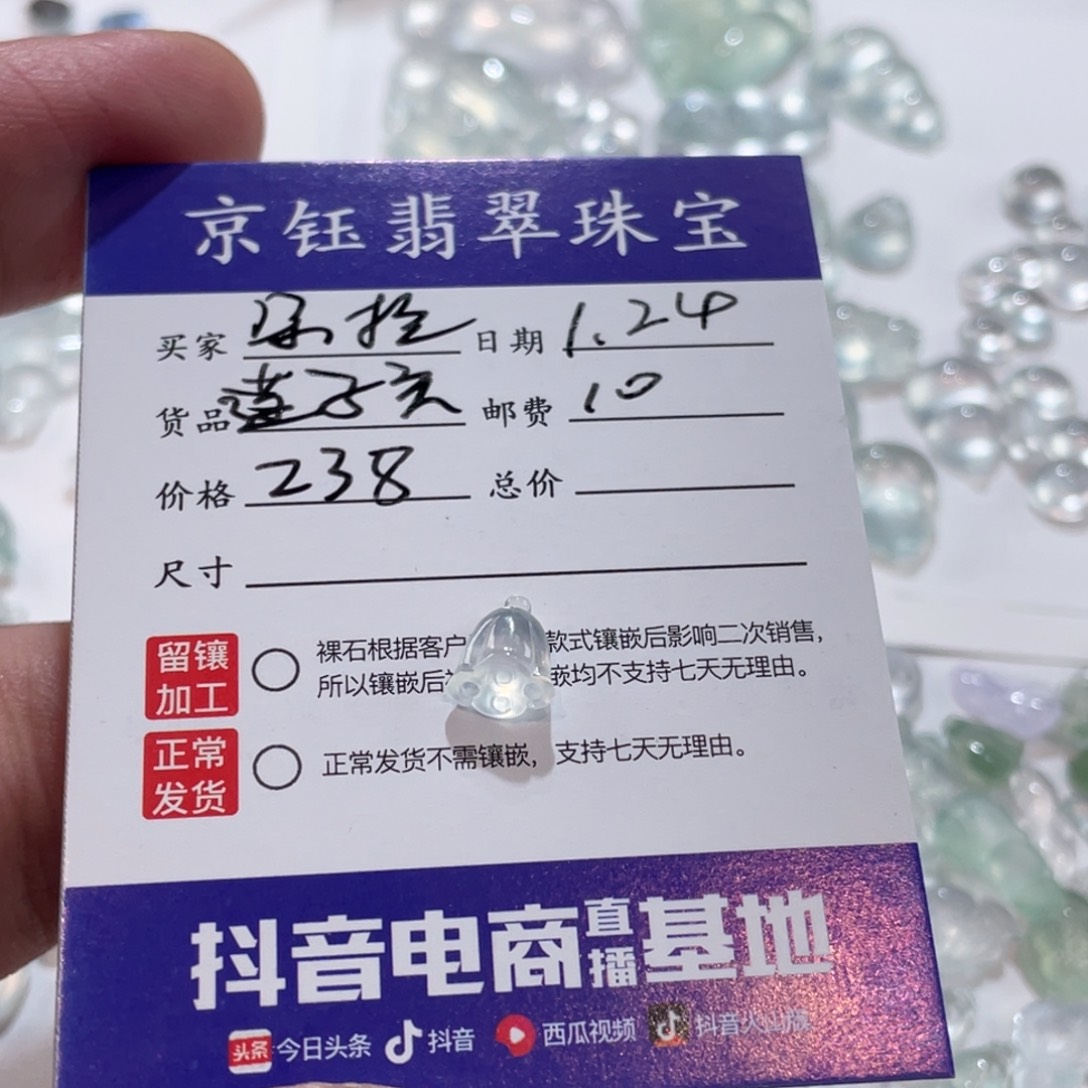 京钰翡翠珠宝
买家 日期 1.24
货品 莲子 邮费 10
价格 238 总价
尺寸
留镶加工 裸石根据客户 款式镶嵌后影响二次销售,
所以镶嵌后 嵌均不支持七天无理由。
正常发货 正常发货不需镶嵌,支持七天无理由。
抖音电商直播基地
头条 今日头条 抖音 西瓜视频 抖音火山版